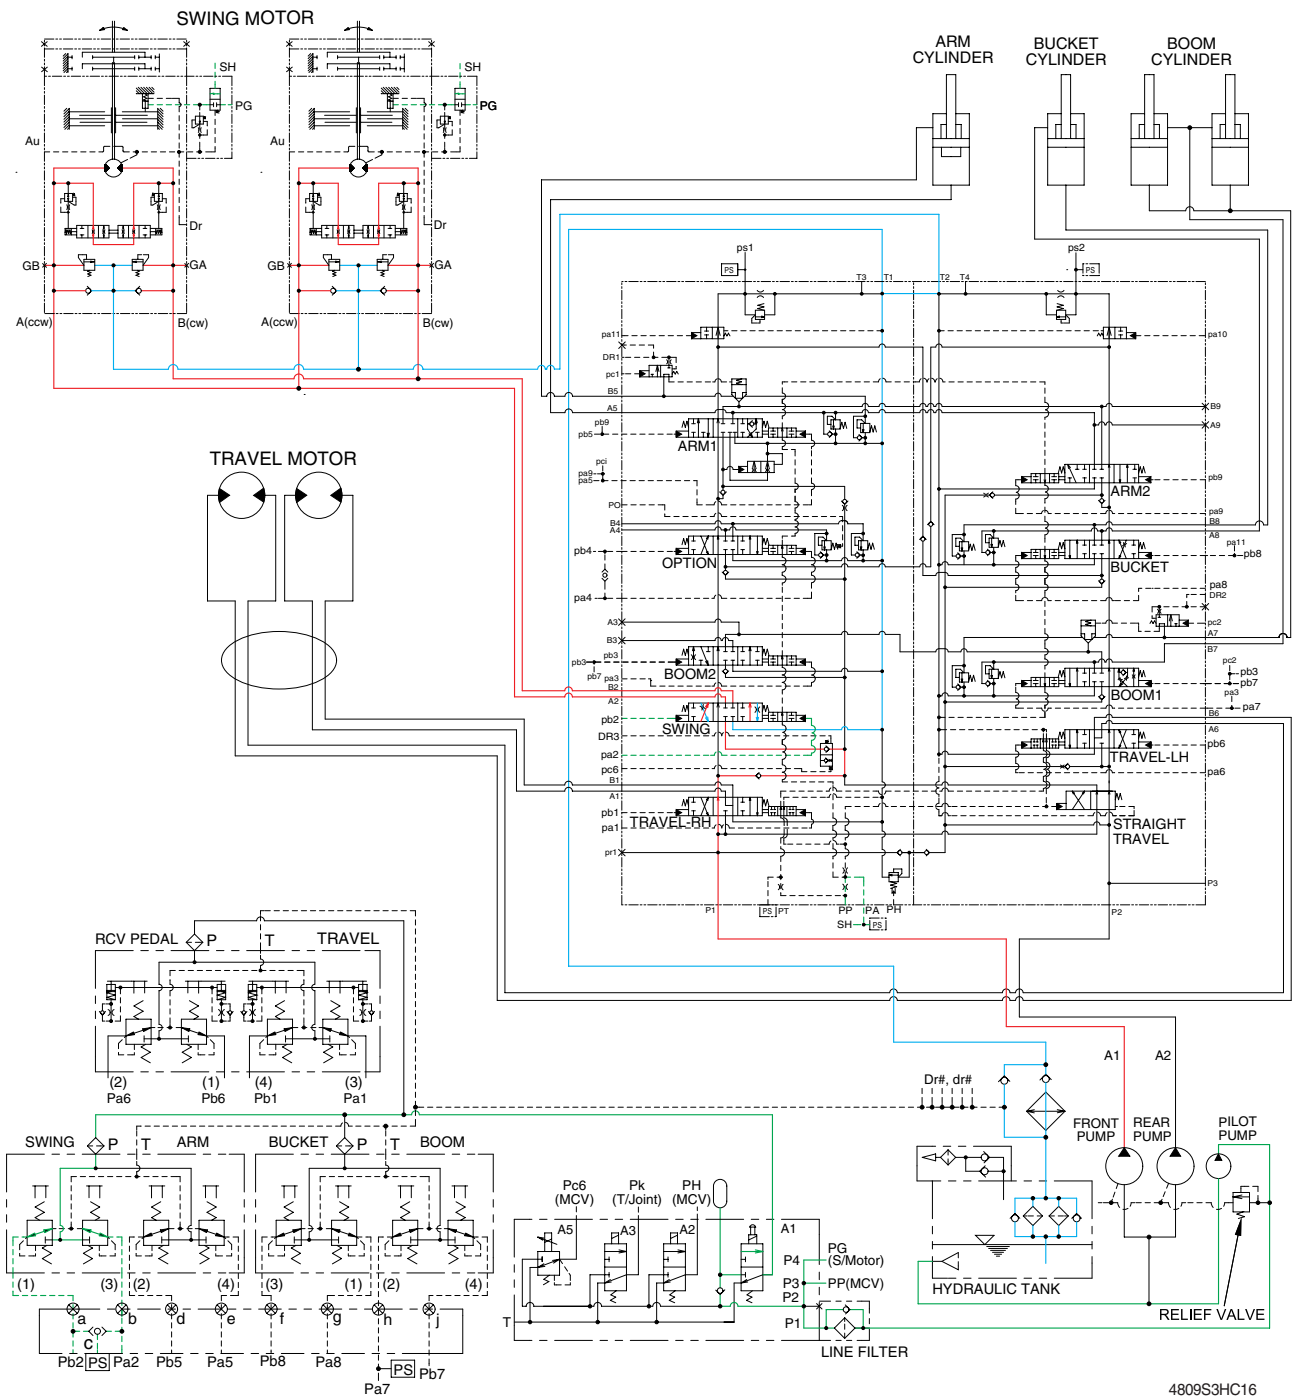 SWING MOTOR
SH
PG
Au
Dr
GB
GA
A(ccw)
B(cw)
SH
PG
Au
Dr
GB
GA
A(ccw)
B(cw)
ARM
CYLINDER
BUCKET
CYLINDER
BOOM
CYLINDER
TRAVEL MOTOR
ps1
PS
T3
T1
T2
T4
ps2
PS
pa11
DR1
pc1
B5
A5
pb9
pb5
ARM1
pci
pa9
pa5
PO
B4
A4
pb4
OPTION
pa4
A3
B3
pb3
pb3
pb7
pa3
BOOM2
B2
A2
pb2
SWING
DR3
pa2
pc6
B1
A1
pb1
TRAVEL-RH
pa1
pr1
P1
PS
PT
PP
PA
PH
SH
PS
P2
pa10
B9
A9
ARM2
pb9
pa9
B8
A8
pa11
pb8
BUCKET
pa8
DR2
pc2
A7
B7
pc2
pb3
pb7
BOOM1
pa3
pa7
B6
A6
pb6
TRAVEL-LH
pa6
STRAIGHT
TRAVEL
P3
RCV PEDAL
P
T
TRAVEL
(2)
(1)
(4)
(3)
Pa6
Pb6
Pb1
Pa1
SWING
P
T
ARM
BUCKET
P
T
BOOM
(1)
(3)
(2)
(4)
(3)
(1)
(2)
(4)
a
b
d
e
f
g
h
j
c
Pb2
PS
Pa2
Pb5
Pa5
Pb8
Pa8
PS
Pb7
Pa7
Pc6
(MCV)
Pk
(T/Joint)
PH
(MCV)
A5
A3
A2
A1
T
P4
P3
P2
P1
PG
(S/Motor)
PP(MCV)
LINE FILTER
Dr#, dr#
A1
A2
FRONT
PUMP
REAR
PUMP
PILOT
PUMP
HYDRAULIC TANK
RELIEF VALVE
4809S3HC16